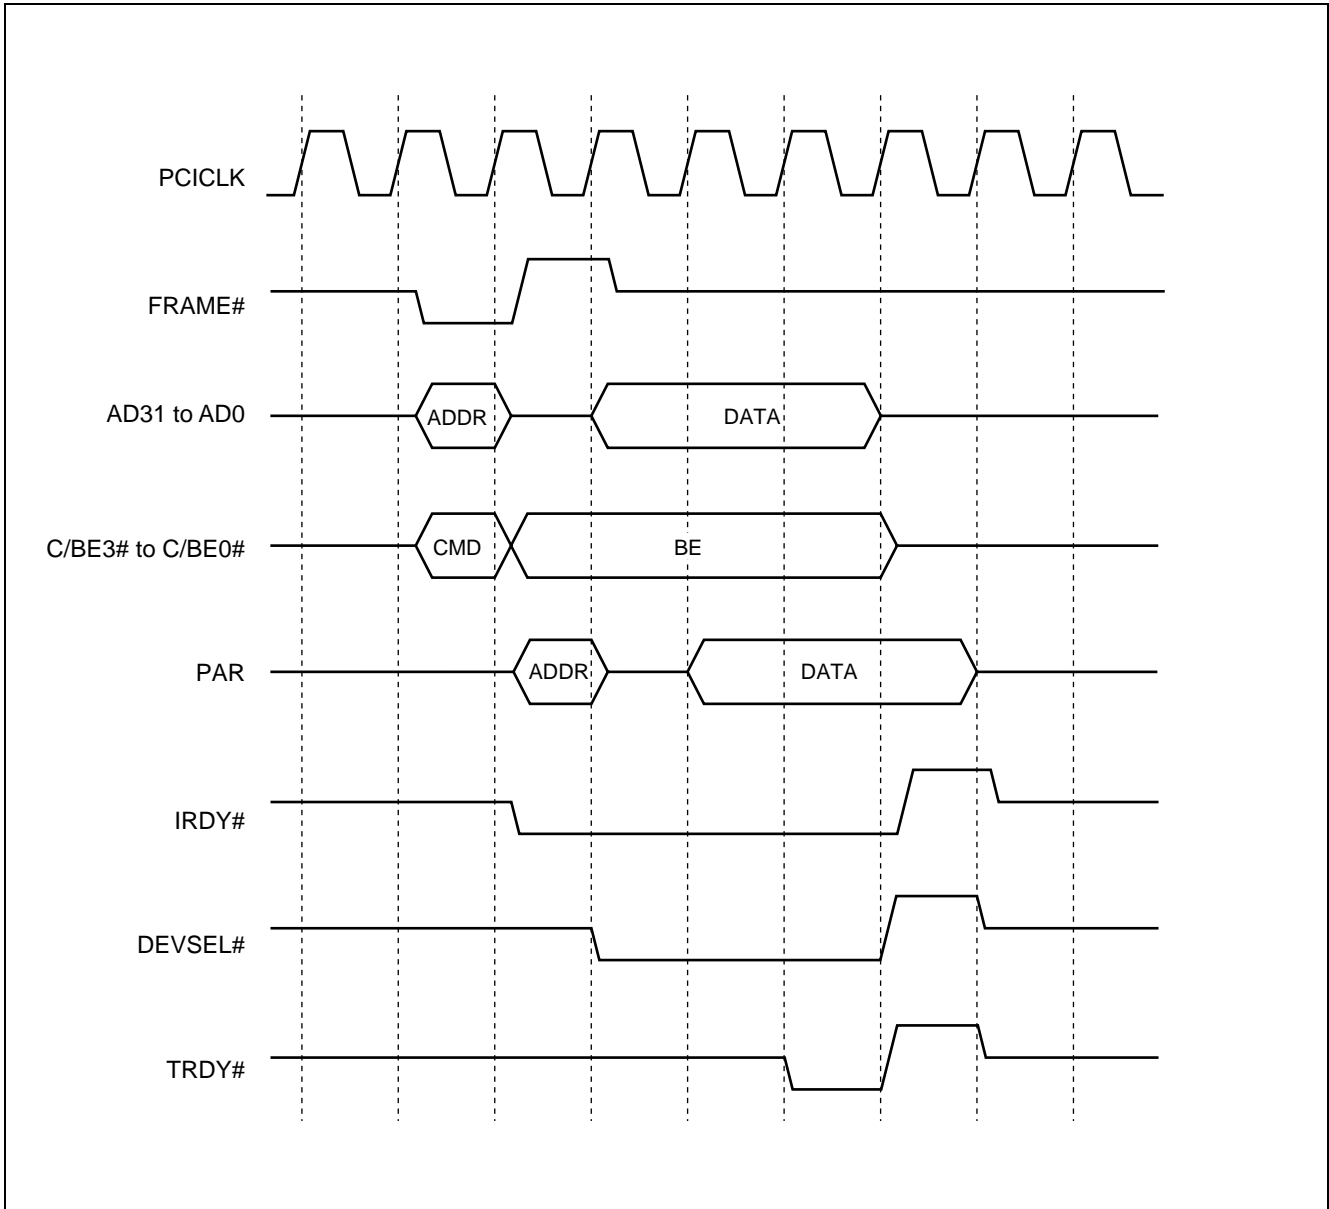 PCICLK
FRAME#
AD31 to AD0
ADDR
DATA
C/BE3# to C/BE0#
CMD
BE
PAR
ADDR
DATA
IRDY#
DEVSEL#
TRDY#